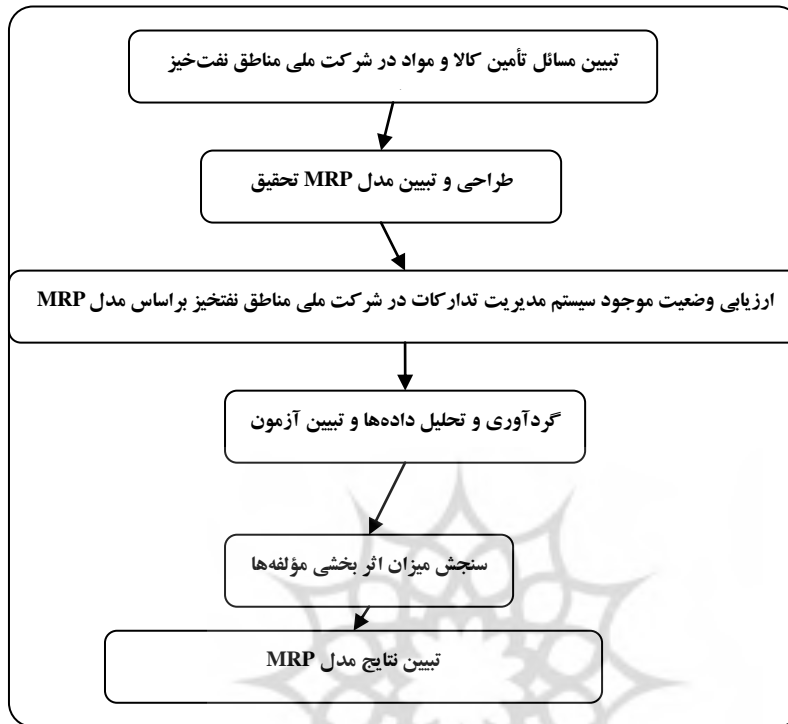 تبیین مسائل تأمین کالا و مواد در شرکت ملی مناطق نفت‌خیز
طراحی و تبیین مدل MRP تحقیق
ارزیابی وضعیت موجود سیستم مدیریت تدارکات در شرکت ملی مناطق نفتخیز براساس مدل MRP
گردآوری و تحلیل داده‌ها و تبیین آزمون
سنجش میزان اثر بخشی مؤلفه‌ها
تبیین نتایج مدل MRP